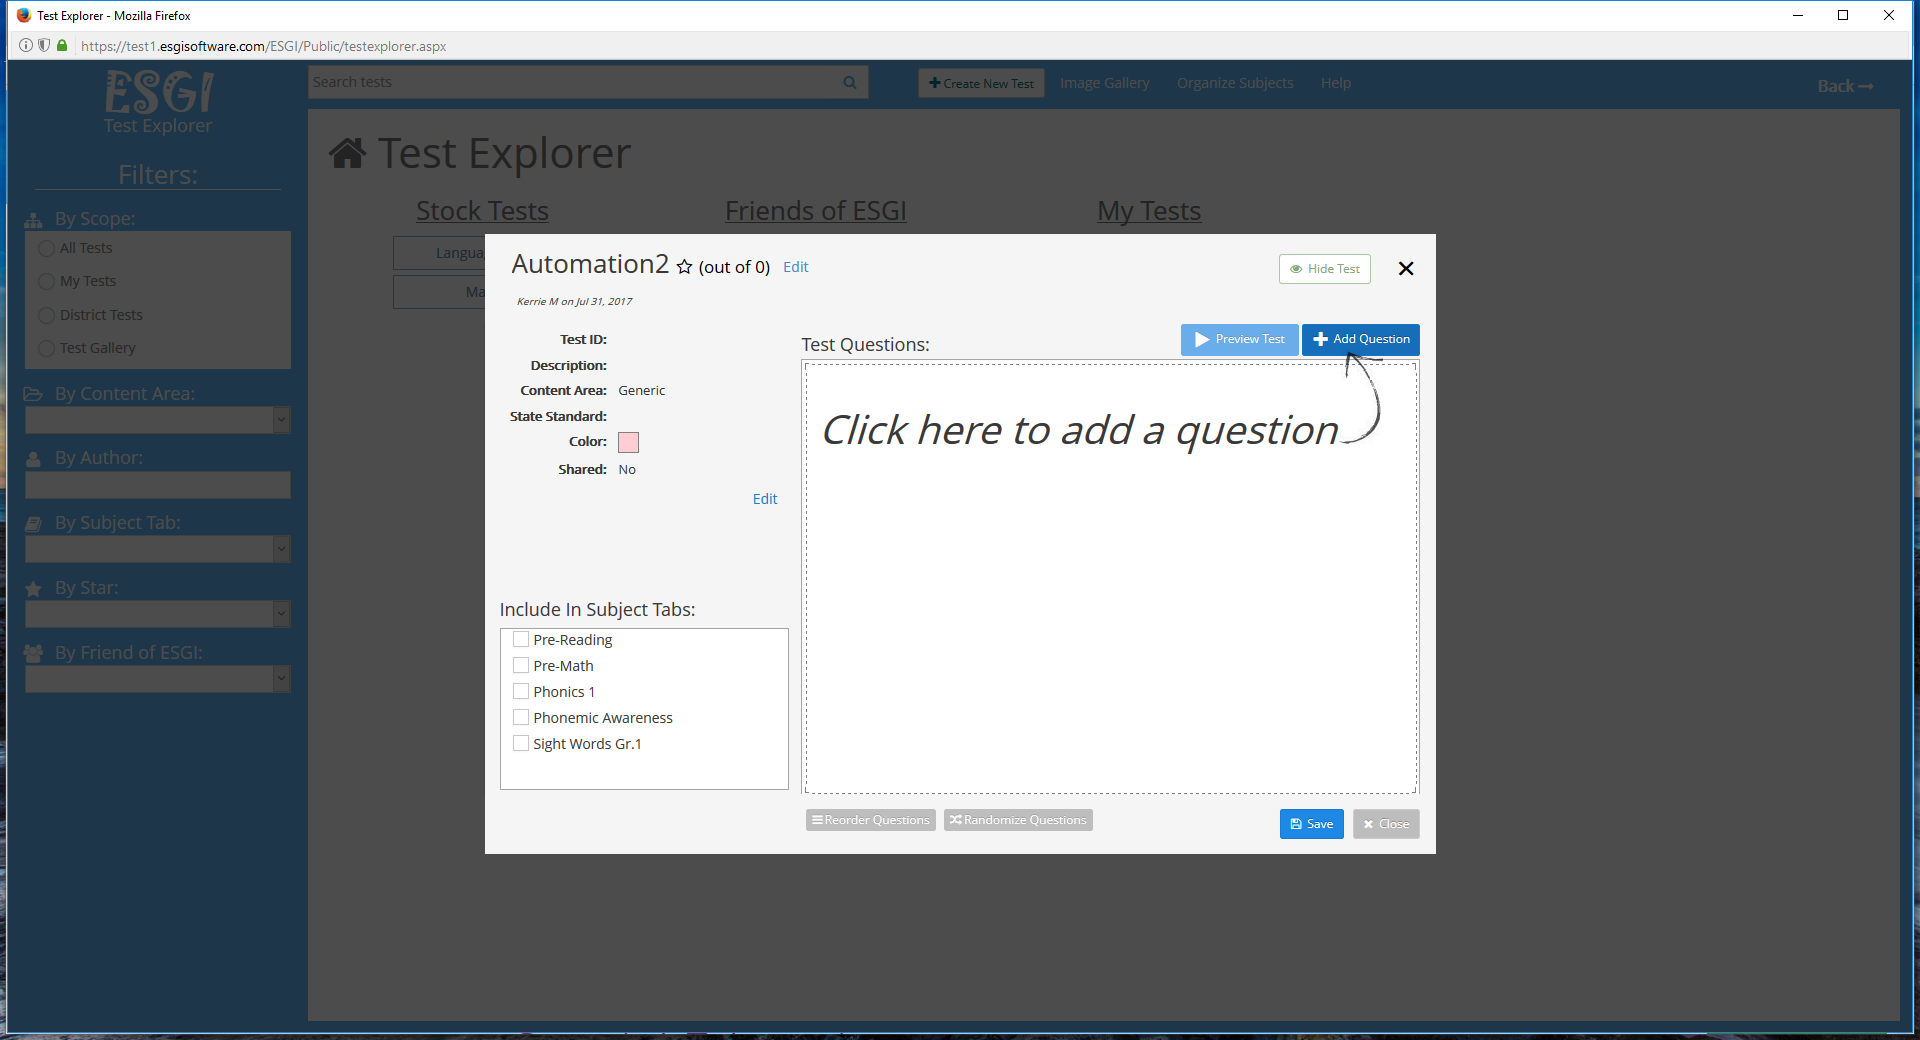 Test Explorer - Mozilla Firefox
https://test1.esgisoftware.com/ESGI/Public/testexplorer.aspx
ESGI
Test Explorer
Search tests
Create New Test
Image Gallery
Organize Subjects
Help
Back
Filters:
By Scope:
All Tests
My Tests
District Tests
Test Gallery
By Content Area:
By Author:
By Subject Tab:
By Star:
By Friend of ESGI:
Test Explorer
Stock Tests
Friends of ESGI
My Tests
Automation2 (out of 0) Edit
Hide Test
Kerrie M on Jul 31, 2017
Test ID:
Description:
Content Area: Generic
State Standard:
Color:
Shared: No
Edit
Include In Subject Tabs:
Pre-Reading
Pre-Math
Phonics 1
Phonemic Awareness
Sight Words Gr.1
Test Questions:
Preview Test
Add Question
Click here to add a question
Reorder Questions
Randomize Questions
Save
Close